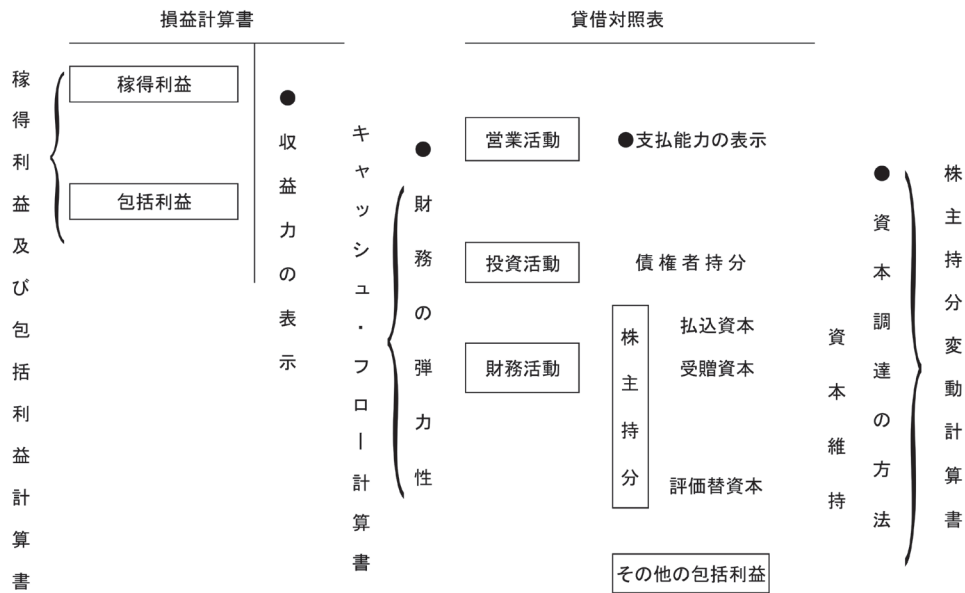 損益計算書
貸借対照表
稼得利益及び包括利益計算書
稼得利益
包括利益
●収益力の表示
キャッシュ・フロー計算書
●財務の弾力性
営業活動
●支払能力の表示
投資活動
債権者持分
財務活動
株主持分
払込資本
受贈資本
評価替資本
その他の包括利益
資本維持
●資本調達の方法
株主持分変動計算書